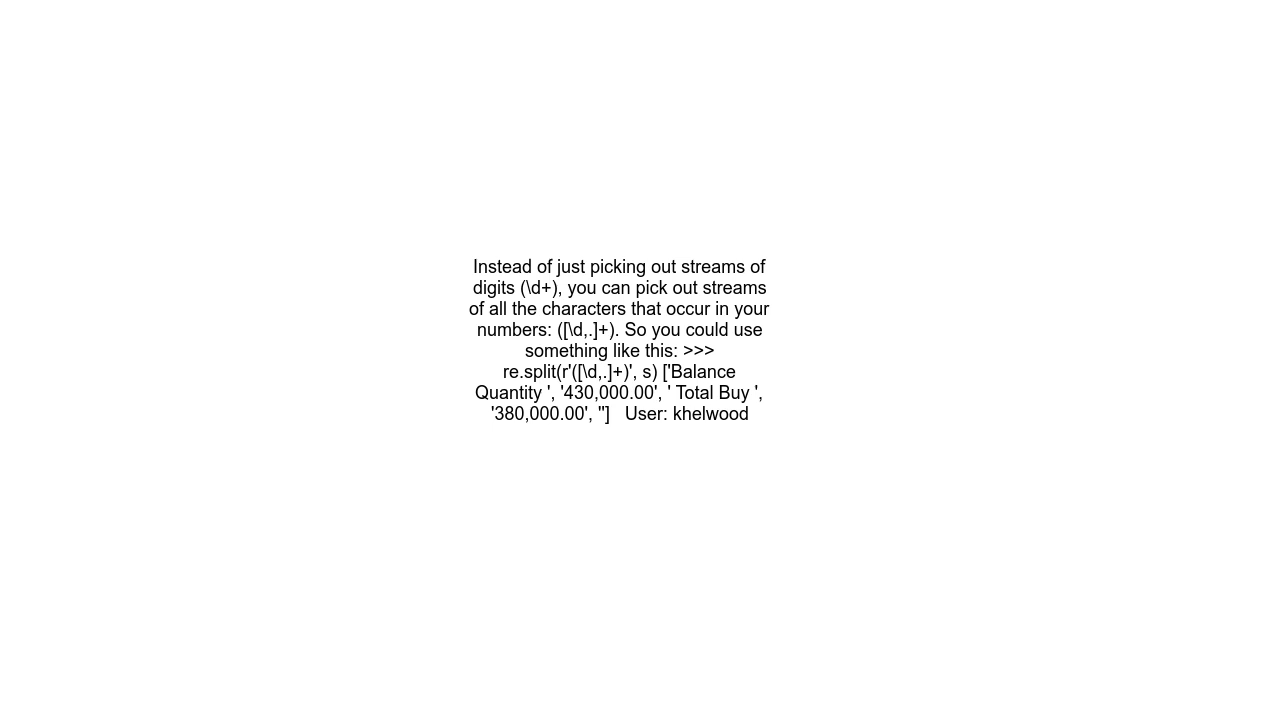 Instead of just picking out streams of
digits (\d+), you can pick out streams
of all the characters that occur in your
numbers: ([\d,.]+). So you could use
something like this: >>>
re.split(r'([\d,.]+)', s) ['Balance
Quantity ', '430,000.00', ' Total Buy ',
'380,000.00', '']   User: khelwood